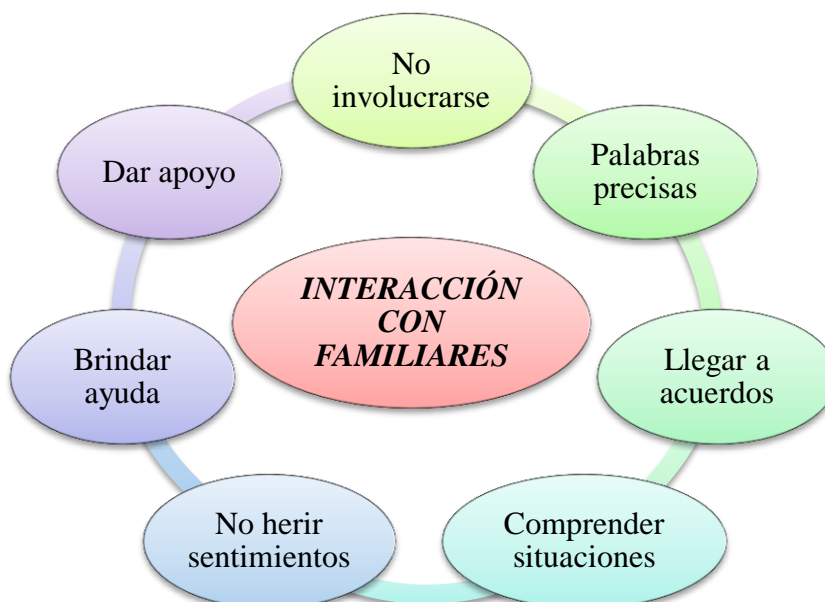 No
involucrarse
Palabras
precisas
Llegar a
acuerdos
Comprender
situaciones
No herir
sentimientos
Brindar
ayuda
Dar apoyo
INTERACCIÓN
CON
FAMILIARES